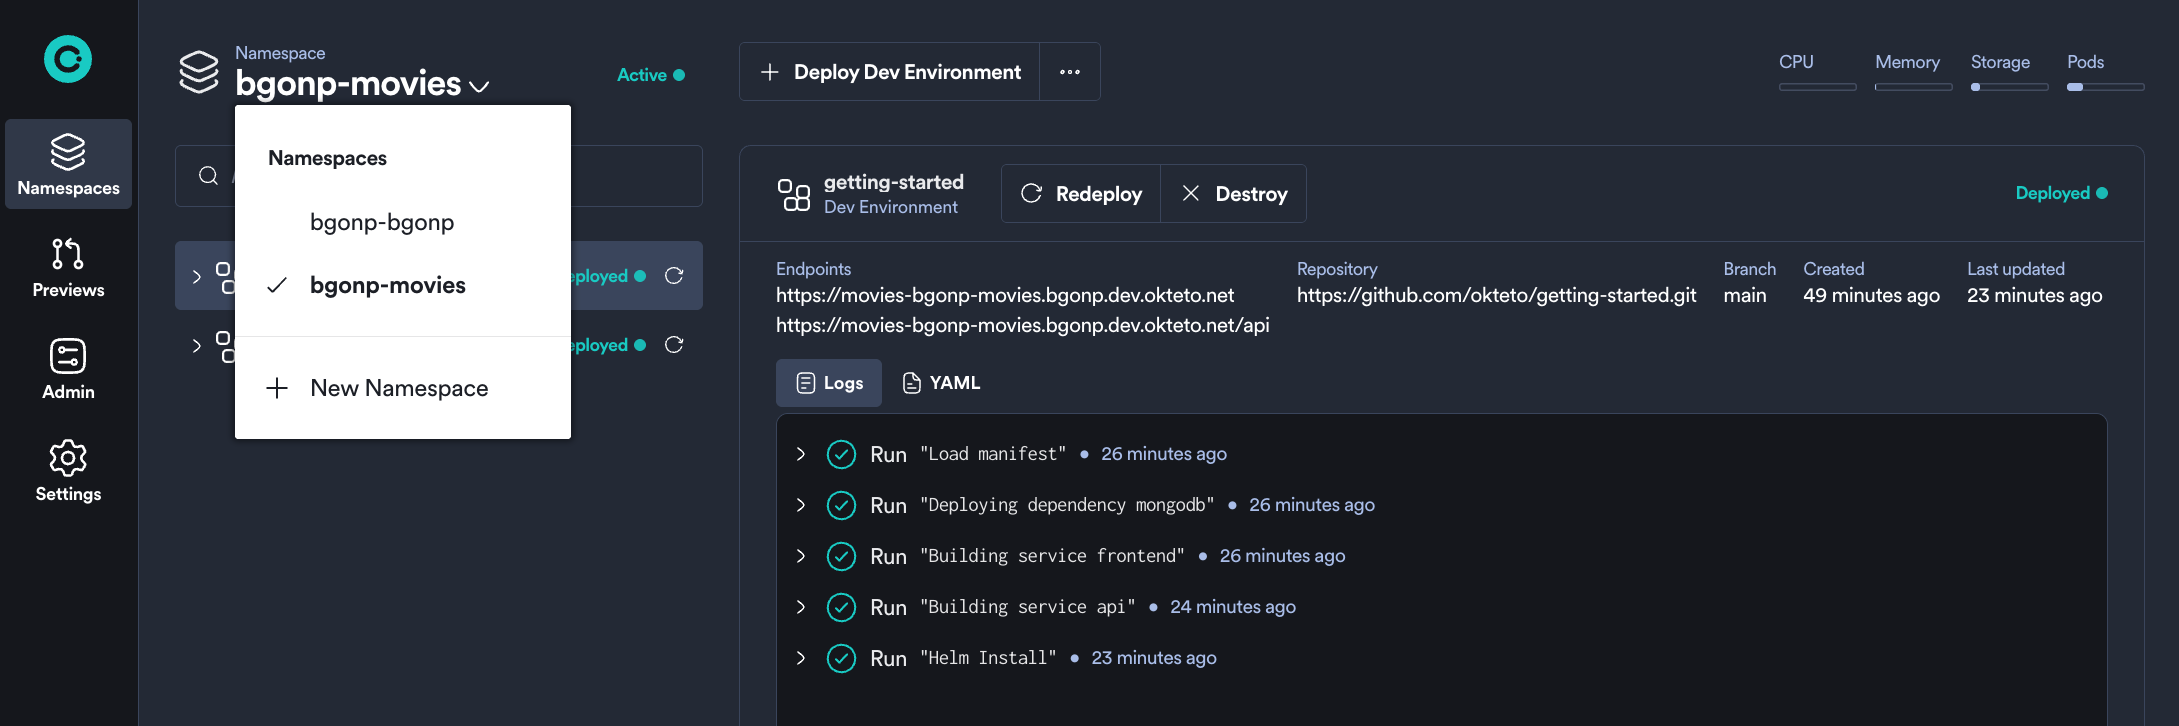 Namespaces
Previews
Admin
Settings
Namespace
bgonp-movies
Active
Namespaces
bgonp-bgonp
bgonp-movies
New Namespace
Deploy Dev Environment
CPU
Memory
Storage
Pods
getting-started
Dev Environment
Redeploy
Destroy
Deployed
Endpoints
https://movies-bgonp-movies.bgonp.dev.okteto.net
https://movies-bgonp-movies.bgonp.dev.okteto.net/api
Repository
https://github.com/okteto/getting-started.git
Branch
main
Created
49 minutes ago
Last updated
23 minutes ago
Logs
YAML
Run "Load manifest" • 26 minutes ago
Run "Deploying dependency mongodb" • 26 minutes ago
Run "Building service frontend" • 26 minutes ago
Run "Building service api" • 24 minutes ago
Run "Helm Install" • 23 minutes ago